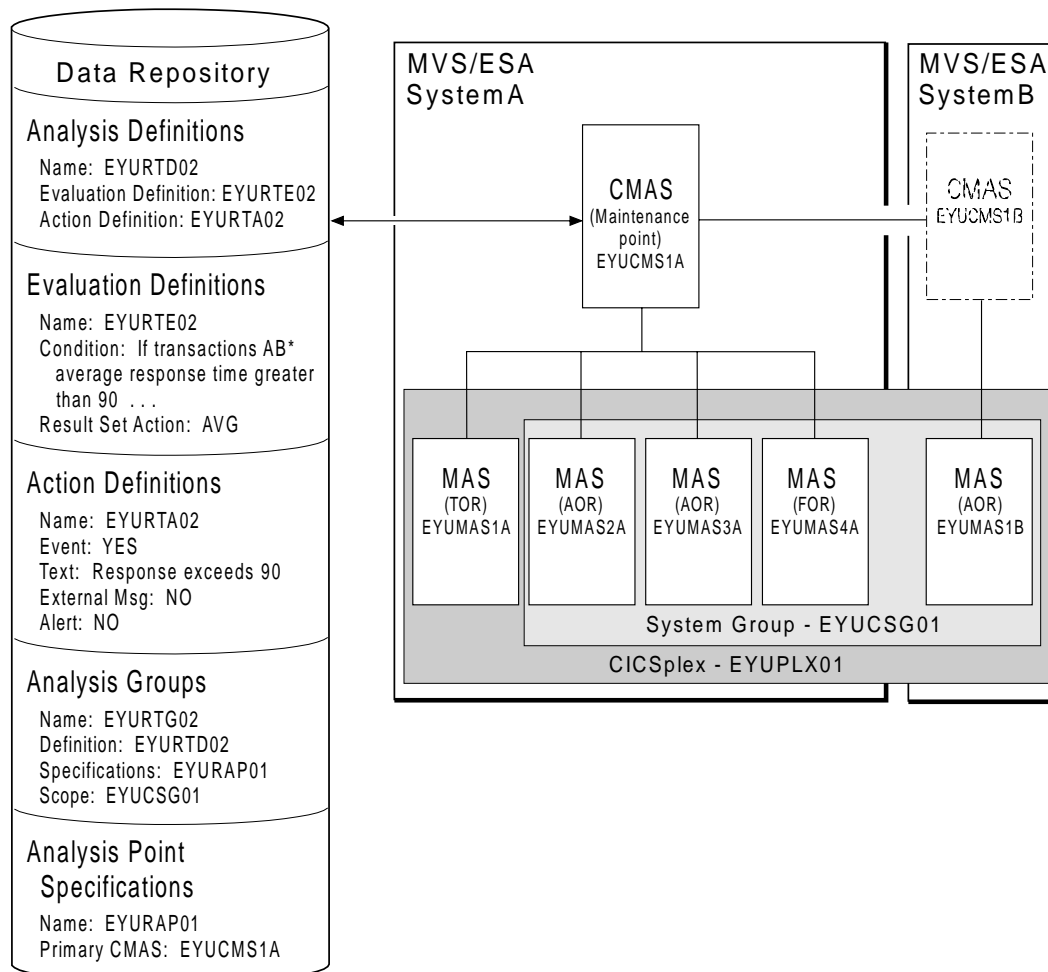 Data Repository
Analysis Definitions
Name: EYURTD02
Evaluation Definition: EYURTE02
Action Definition: EYURTA02
Evaluation Definitions
Name: EYURTE02
Condition: If transactions AB*
average response time greater
than 90 . . .
Result Set Action: AVG
Action Definitions
Name: EYURTA02
Event: YES
Text: Response exceeds 90
External Msg: NO
Alert: NO
Analysis Groups
Name: EYURTG02
Definition: EYURTD02
Specifications: EYURAP01
Scope: EYUCSG01
Analysis Point
Specifications
Name: EYURAP01
Primary CMAS: EYUCMS1A
MVS/ESA
SystemA
CMAS
(Maintenance
point)
EYUCMS1A
MVS/ESA
SystemB
CMAS
EYUCMS1B
MAS
(TOR)
EYUMAS1A
MAS
(AOR)
EYUMAS2A
MAS
(AOR)
EYUMAS3A
MAS
(FOR)
EYUMAS4A
MAS
(AOR)
EYUMAS1B
System Group - EYUCSG01
CICSplex - EYUPLX01